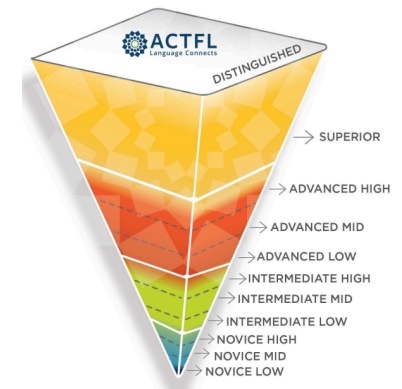 ACTFL
Language Connects
DISTINGUISHED
SUPERIOR
ADVANCED HIGH
ADVANCED MID
ADVANCED LOW
INTERMEDIATE HIGH
INTERMEDIATE MID
INTERMEDIATE LOW
NOVICE HIGH
NOVICE MID
NOVICE LOW